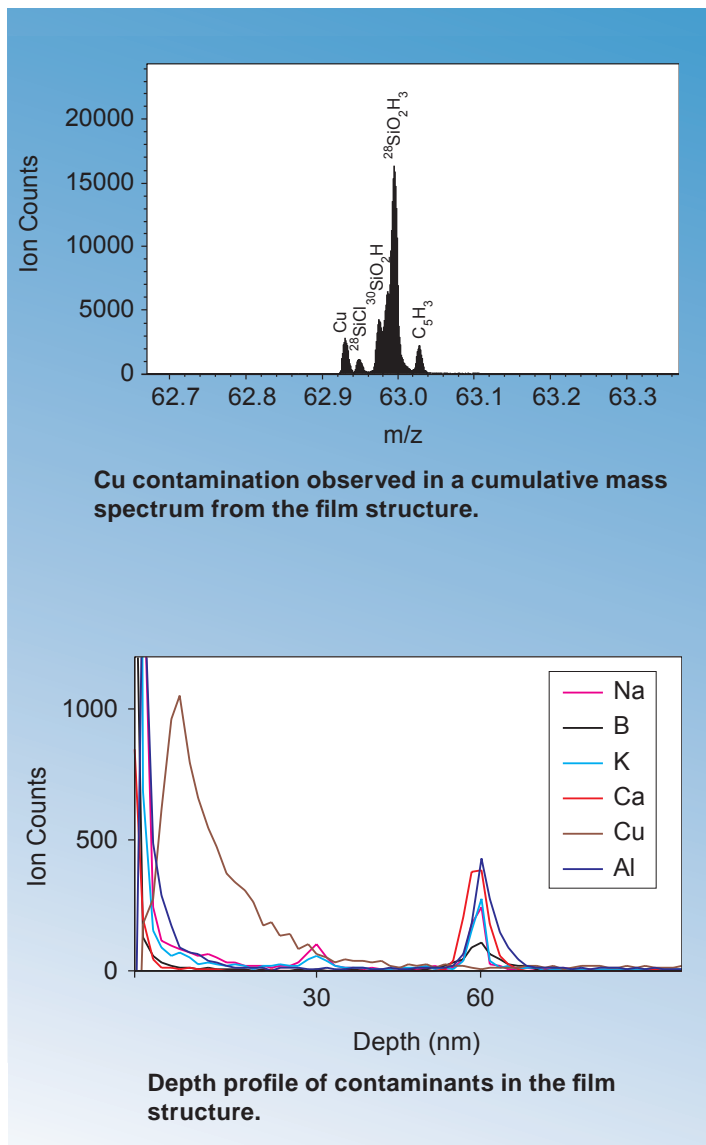 20000
15000
10000
5000
0
Ion Counts
Cu
²⁸SiCl
³⁰SiO₂H
²⁸SiO₂H₃
C₅H₃
62.7 62.8 62.9 63.0 63.1 63.2 63.3
m/z
Cu contamination observed in a cumulative mass
spectrum from the film structure.
1000
500
0
Ion Counts
Na
B
K
Ca
Cu
Al
30 60
Depth (nm)
Depth profile of contaminants in the film
structure.